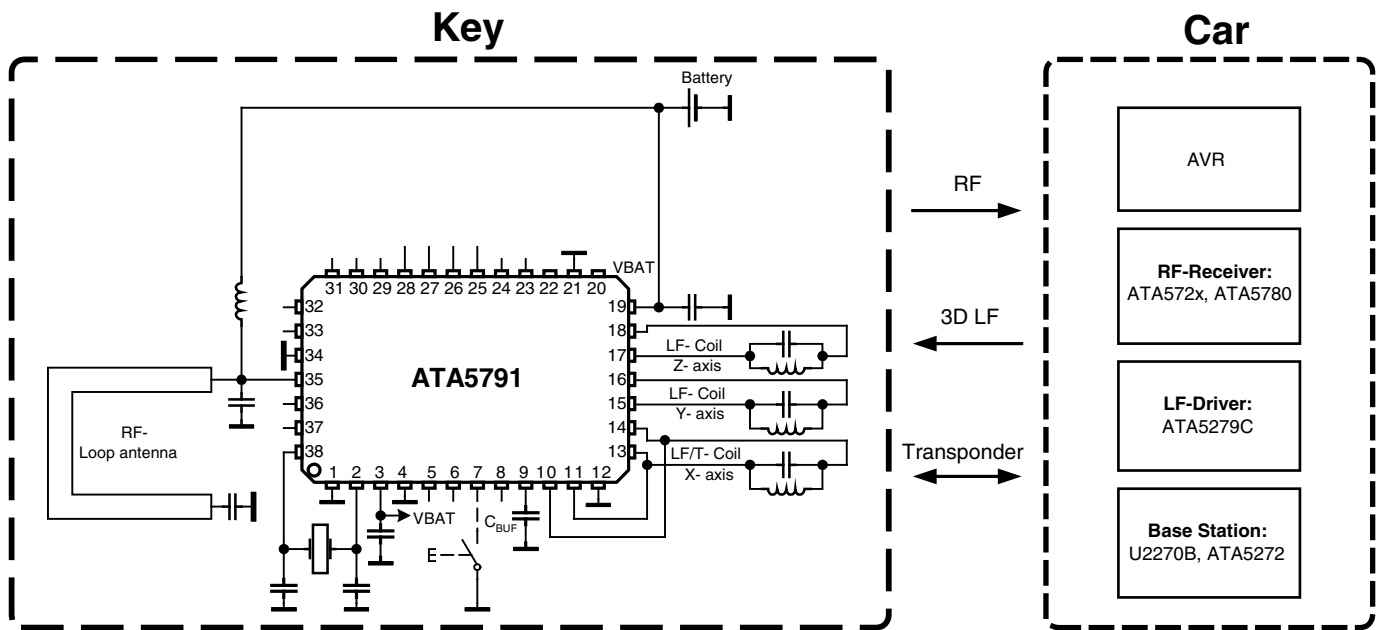 Key
Car
Battery
AVR
RF
RF-Receiver:
ATA572x, ATA5780
3D LF
LF-Driver:
ATA5279C
Transponder
Base Station:
U2270B, ATA5272
VBAT
31 30 29 28 27 26 25 24 23 22 21 20
32
33
34
35
36
37
38
19
18
17
16
15
14
13
ATA5791
LF- Coil
Z- axis
LF- Coil
Y- axis
LF/T- Coil
X- axis
RF-
Loop antenna
1 2 3 4 5 6 7 8 9 10 11 12
VBAT
CBUF
E